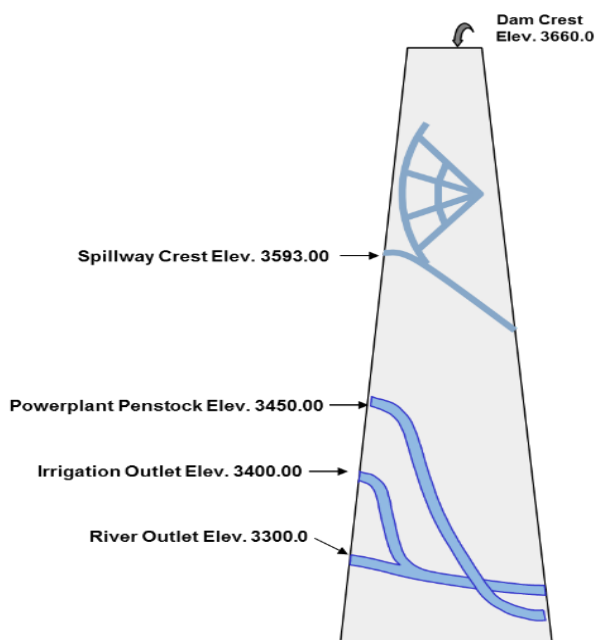 Dam Crest
Elev. 3660.0
Spillway Crest Elev. 3593.00
Powerplant Penstock Elev. 3450.00
Irrigation Outlet Elev. 3400.00
River Outlet Elev. 3300.0